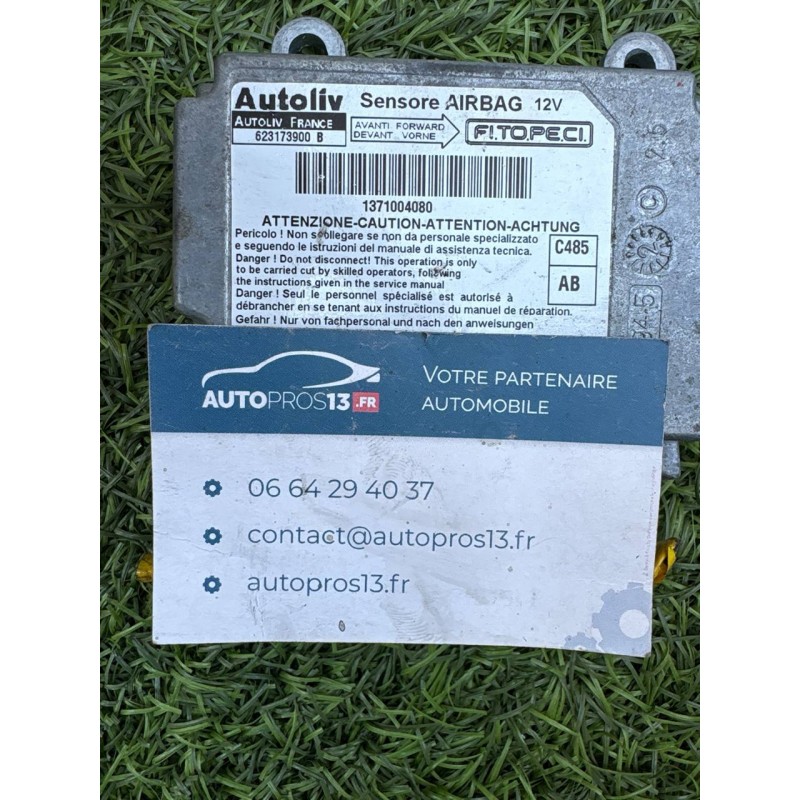 Autoliv Sensore AIRBAG 12V
AUTOLIV FRANCE
623173900 B
AVANTI FORWARD
DEVANT VORNE
F.I.TO.PE.C.I.
1371004080
ATTENZIONE-CAUTION-ATTENTION-ACHTUNG
Pericolo ! Non scollegare se non da personale specializzato
e seguendo le istruzioni del manuale di assistenza tecnica.
Danger ! Do not disconnect! This operation is only
to be carried cut by skilled operators, following
the instructions given in the service manual
Danger ! Seul le personnel spécialisé est autorisé à
débrancher en se tenant aux instructions du manuel de réparation.
Gefahr ! Nur von fachpersonal und nach den anweisungen
C485
AB
AUTOPROS13.FR
VOTRE PARTENAIRE
AUTOMOBILE
06 64 29 40 37
contact@autopros13.fr
autopros13.fr